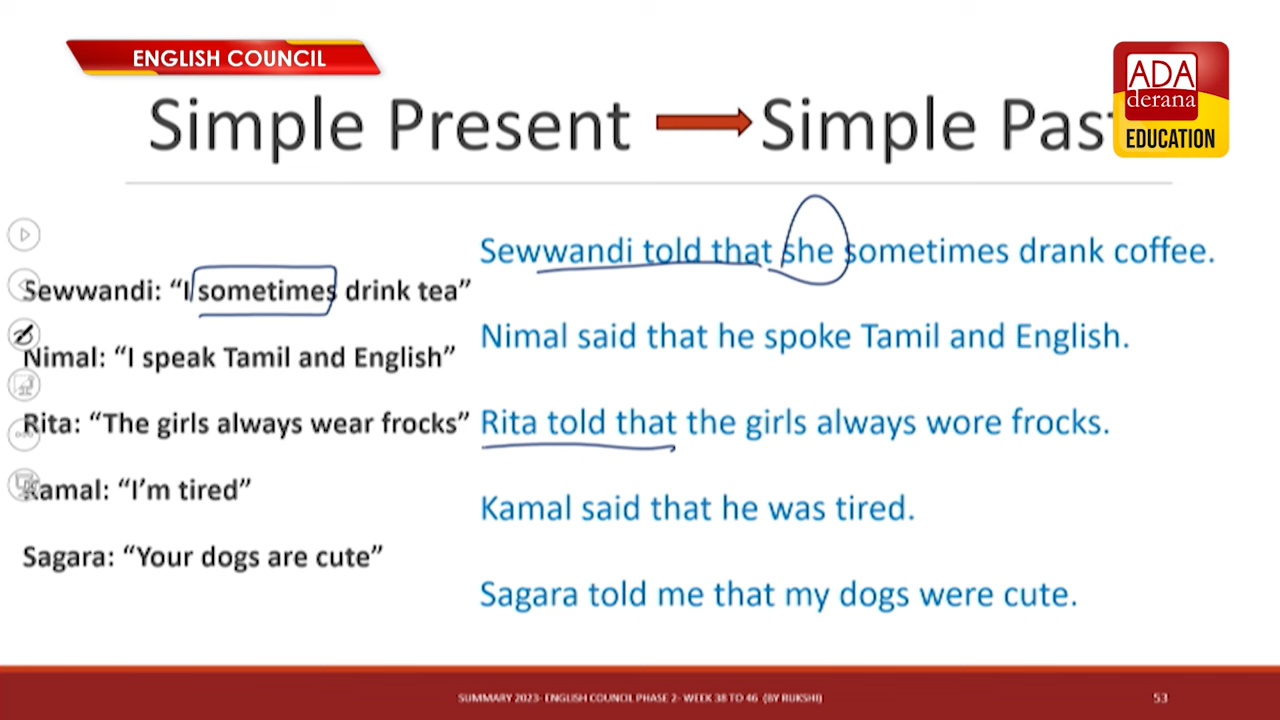 ENGLISH COUNCIL
ADA
derana
EDUCATION
Simple Present Simple Past
Sewwandi: “I sometimes drink tea”
Nimal: “I speak Tamil and English”
Rita: “The girls always wear frocks”
Kamal: “I’m tired”
Sagara: “Your dogs are cute”
Sewwandi told that she sometimes drank coffee.
Nimal said that he spoke Tamil and English.
Rita told that the girls always wore frocks.
Kamal said that he was tired.
Sagara told me that my dogs were cute.
SUMMARY 2023- ENGLISH COUNCIL PHASE 2- WEEK 38 TO 46 (BY RUKSHI)
53